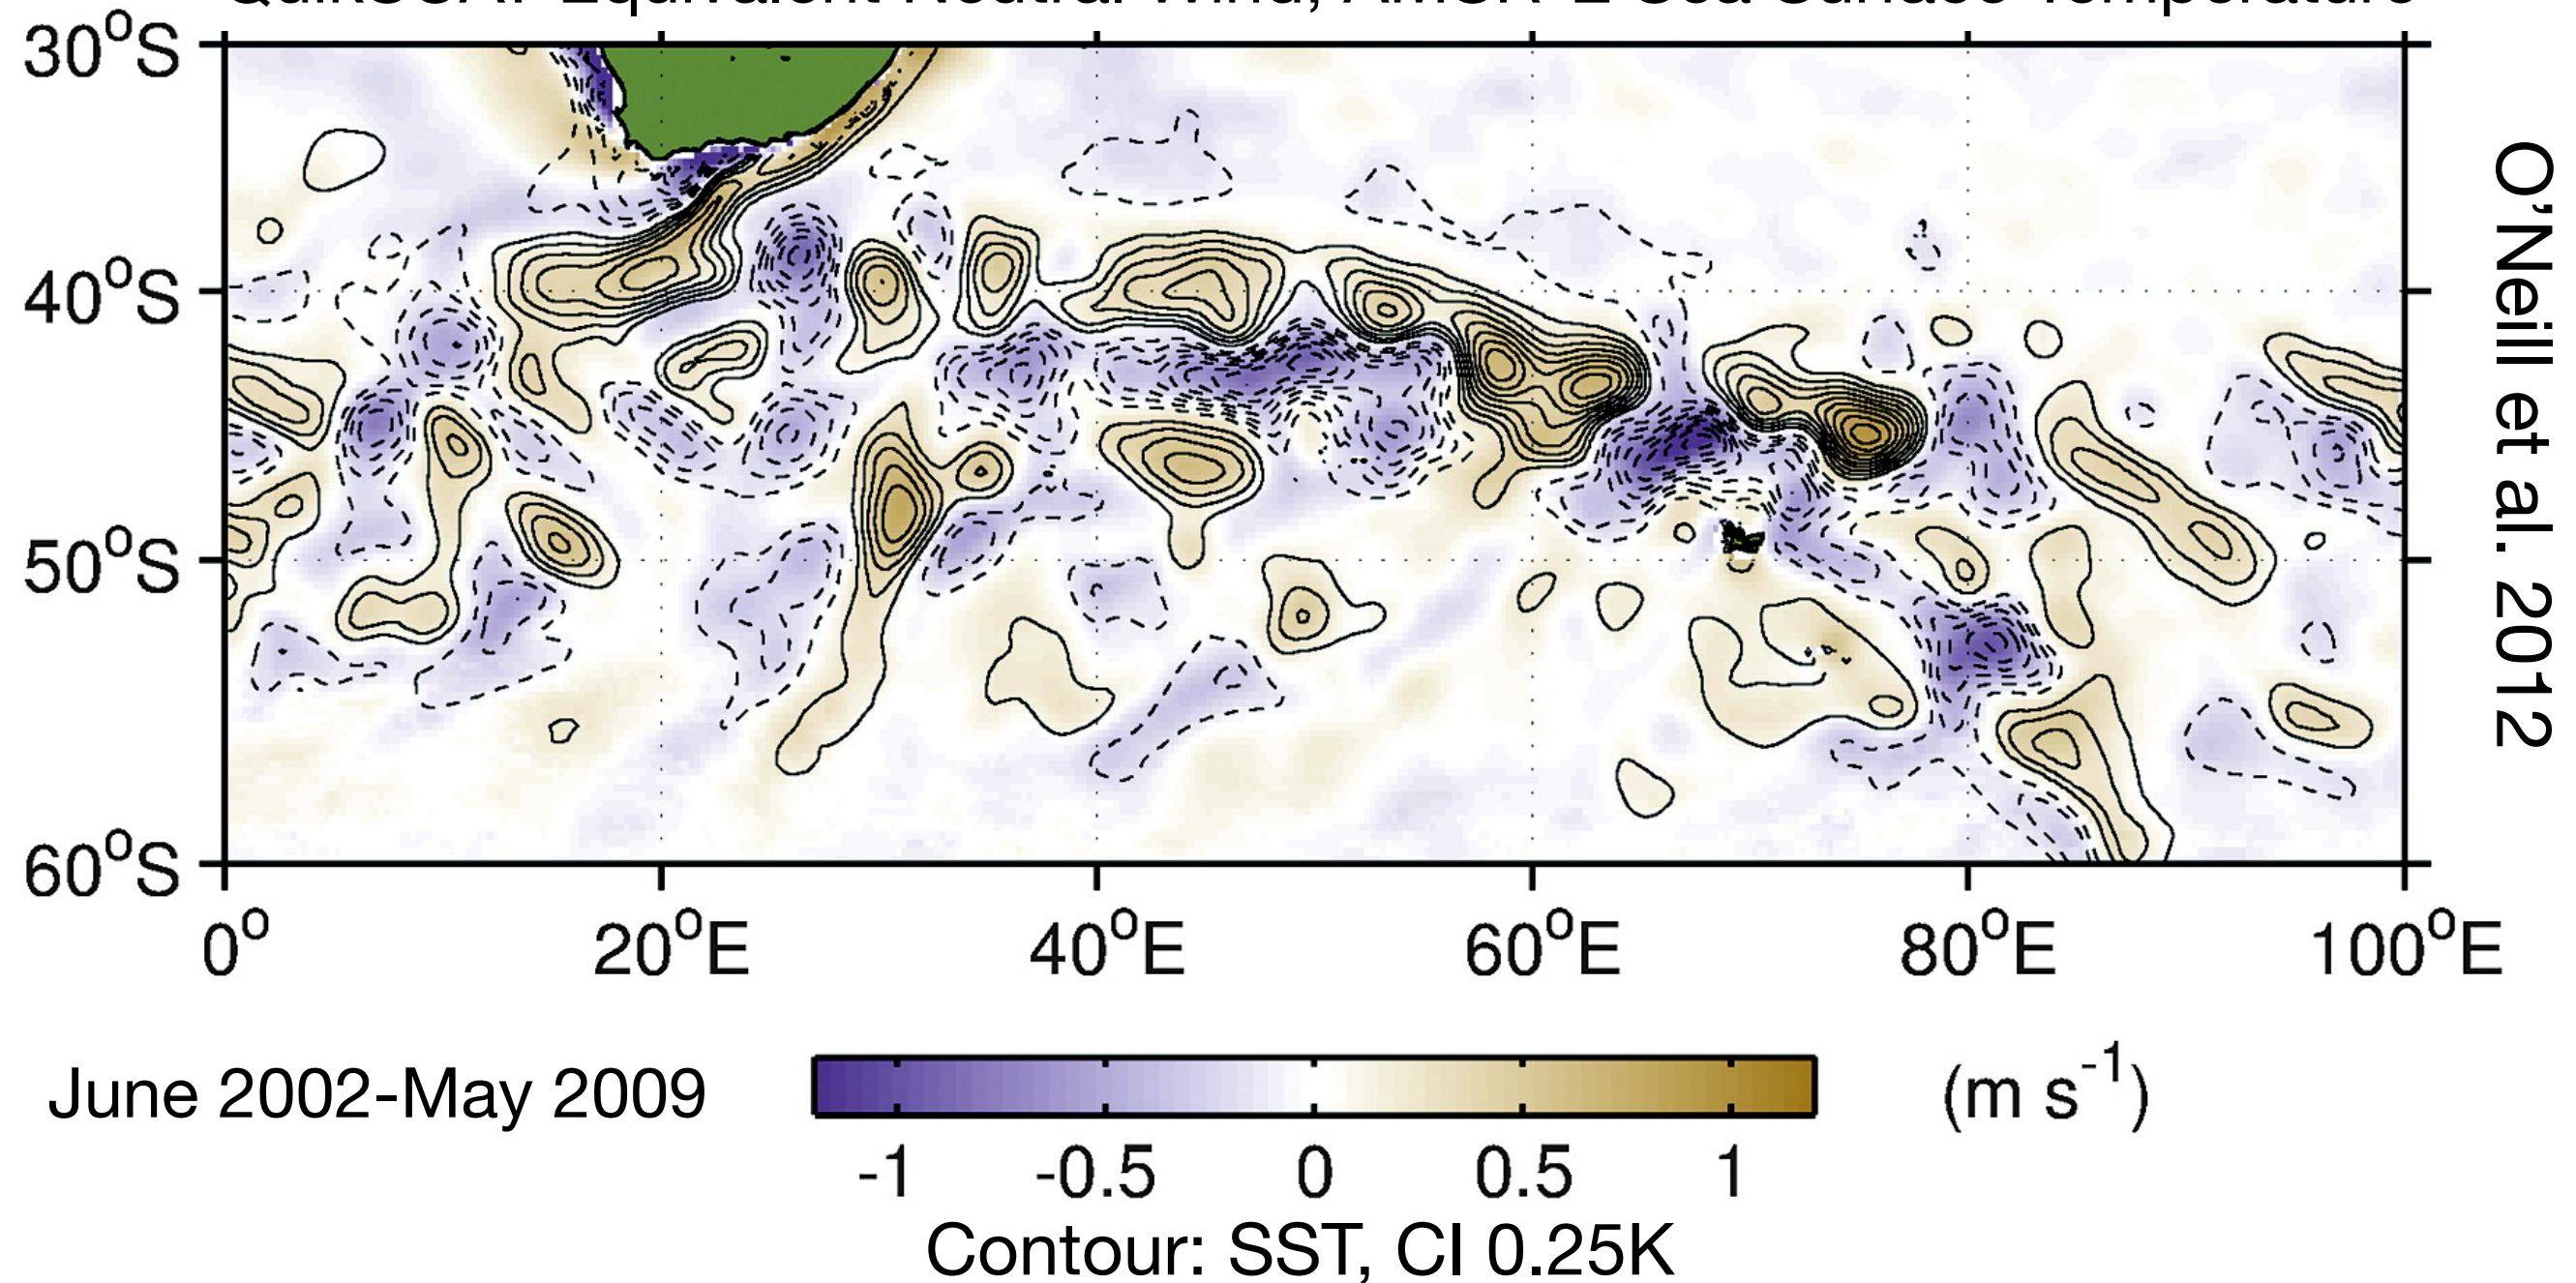 30°S
40°S
50°S
60°S
0° 20°E 40°E 60°E 80°E 100°E
O'Neill et al. 2012
June 2002-May 2009
(m s⁻¹)
-1 -0.5 0 0.5 1
Contour: SST, CI 0.25K